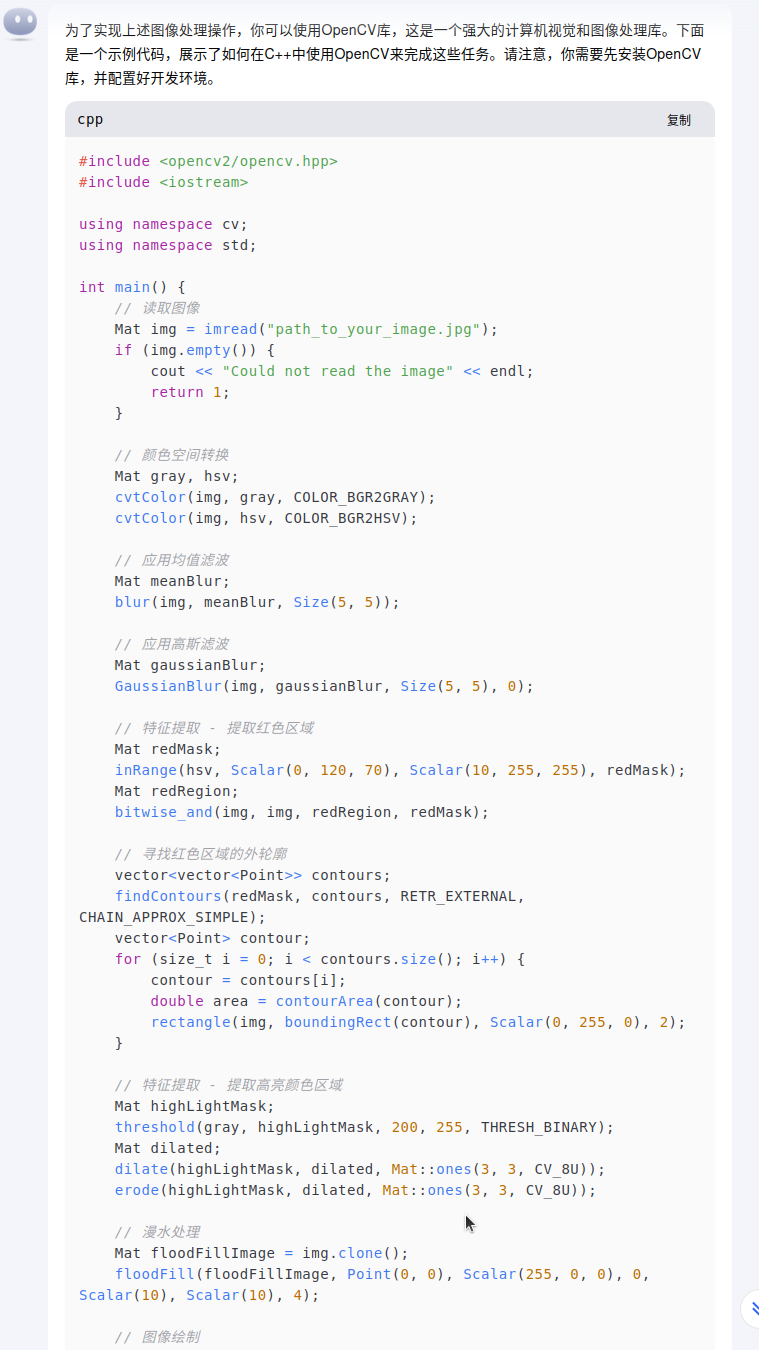 为了实现上述图像处理操作，你可以使用OpenCV库，这是一个强大的计算机视觉和图像处理库。下面
是一个示例代码，展示了如何在C++中使用OpenCV来完成这些任务。请注意，你需要先安装OpenCV
库，并配置好开发环境。
cpp 复制
#include <opencv2/opencv.hpp>
#include <iostream>

using namespace cv;
using namespace std;

int main() {
    // 读取图像
    Mat img = imread("path_to_your_image.jpg");
    if (img.empty()) {
        cout << "Could not read the image" << endl;
        return 1;
    }

    // 颜色空间转换
    Mat gray, hsv;
    cvtColor(img, gray, COLOR_BGR2GRAY);
    cvtColor(img, hsv, COLOR_BGR2HSV);

    // 应用均值滤波
    Mat meanBlur;
    blur(img, meanBlur, Size(5, 5));

    // 应用高斯滤波
    Mat gaussianBlur;
    GaussianBlur(img, gaussianBlur, Size(5, 5), 0);

    // 特征提取 - 提取红色区域
    Mat redMask;
    inRange(hsv, Scalar(0, 120, 70), Scalar(10, 255, 255), redMask);
    Mat redRegion;
    bitwise_and(img, img, redRegion, redMask);

    // 寻找红色区域的外轮廓
    vector<vector<Point>> contours;
    findContours(redMask, contours, RETR_EXTERNAL,
CHAIN_APPROX_SIMPLE);
    vector<Point> contour;
    for (size_t i = 0; i < contours.size(); i++) {
        contour = contours[i];
        double area = contourArea(contour);
        rectangle(img, boundingRect(contour), Scalar(0, 255, 0), 2);
    }

    // 特征提取 - 提取高亮颜色区域
    Mat highLightMask;
    threshold(gray, highLightMask, 200, 255, THRESH_BINARY);
    Mat dilated;
    dilate(highLightMask, dilated, Mat::ones(3, 3, CV_8U));
    erode(highLightMask, dilated, Mat::ones(3, 3, CV_8U));

    // 漫水处理
    Mat floodFillImage = img.clone();
    floodFill(floodFillImage, Point(0, 0), Scalar(255, 0, 0), 0,
Scalar(10), Scalar(10), 4);

    // 图像绘制